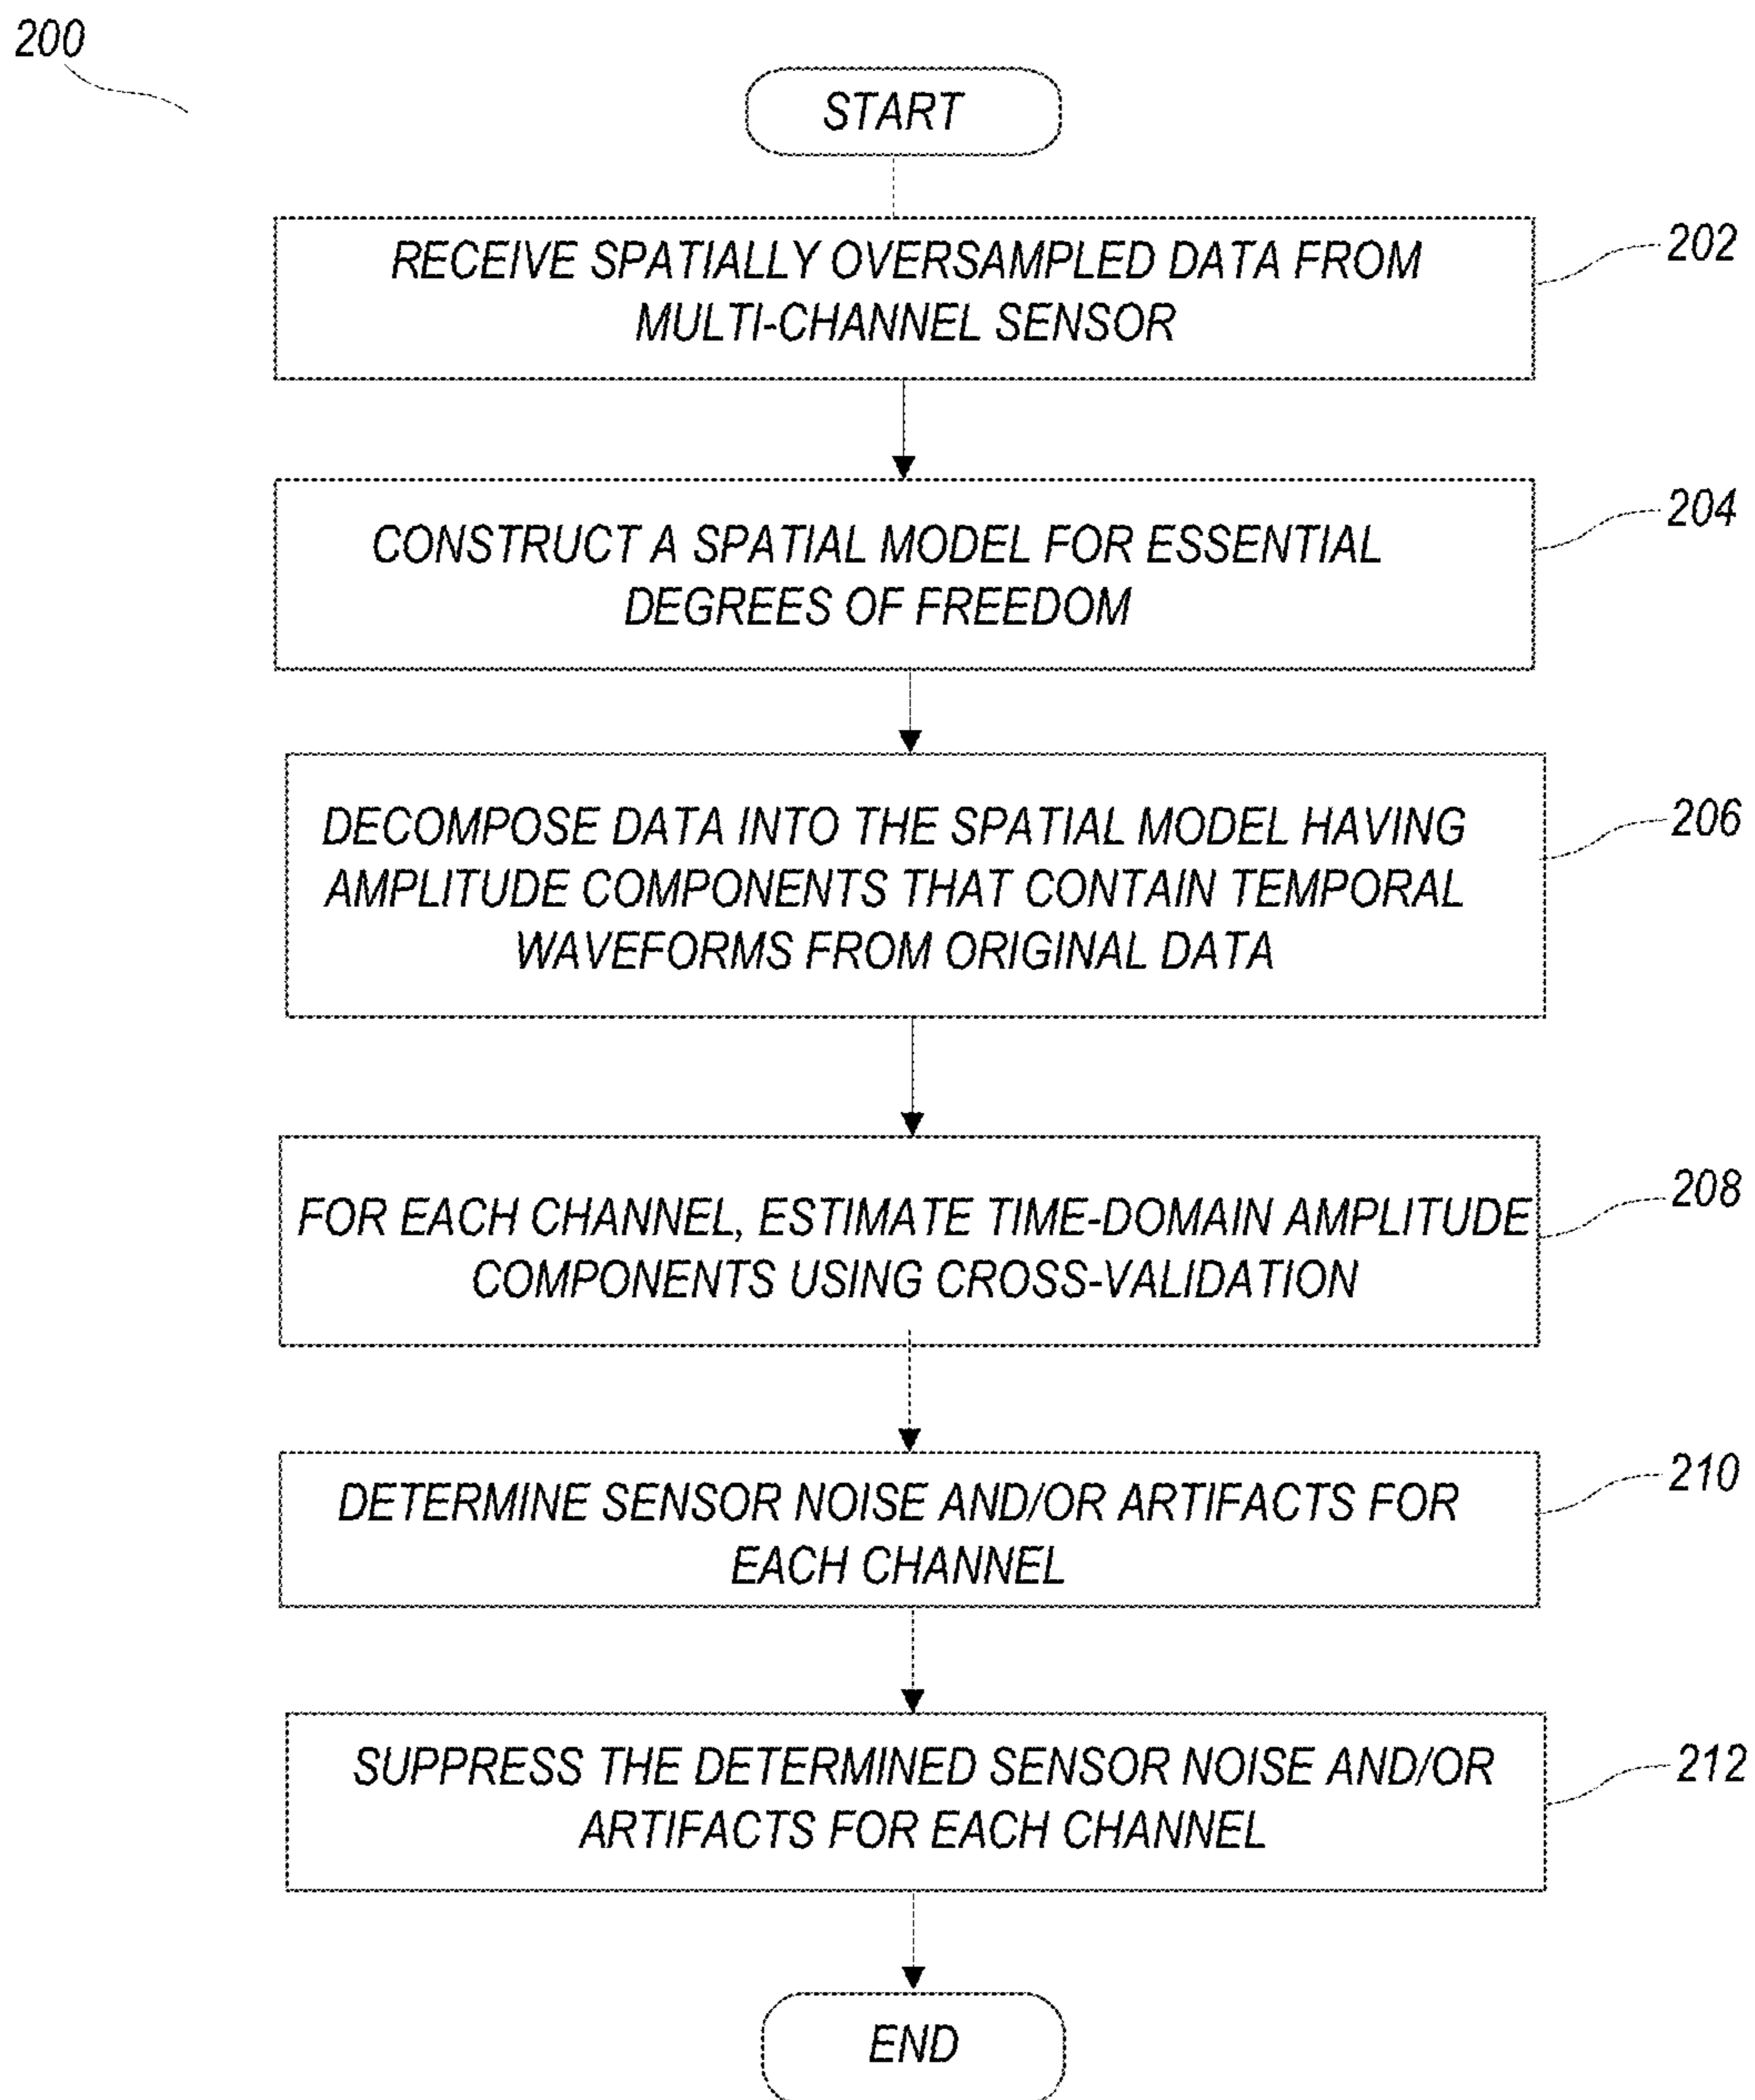 200
START
RECEIVE SPATIALLY OVERSAMPLED DATA FROM
MULTI-CHANNEL SENSOR
202
CONSTRUCT A SPATIAL MODEL FOR ESSENTIAL
DEGREES OF FREEDOM
204
DECOMPOSE DATA INTO THE SPATIAL MODEL HAVING
AMPLITUDE COMPONENTS THAT CONTAIN TEMPORAL
WAVEFORMS FROM ORIGINAL DATA
206
FOR EACH CHANNEL, ESTIMATE TIME-DOMAIN AMPLITUDE
COMPONENTS USING CROSS-VALIDATION
208
DETERMINE SENSOR NOISE AND/OR ARTIFACTS FOR
EACH CHANNEL
210
SUPPRESS THE DETERMINED SENSOR NOISE AND/OR
ARTIFACTS FOR EACH CHANNEL
212
END